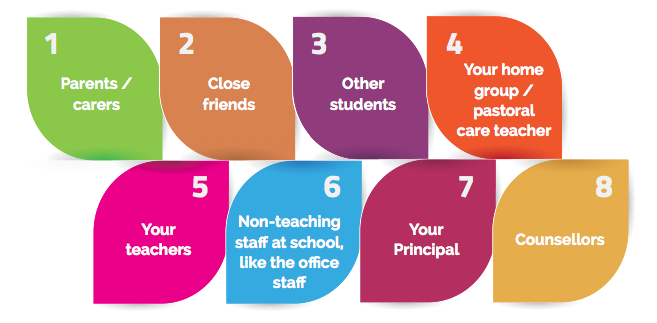 1
Parents /
carers
2
Close
friends
3
Other
students
4
Your home
group /
pastoral
care teacher
5
Your
teachers
6
Non-teaching
staff at school,
like the office
staff
7
Your
Principal
8
Counsellors